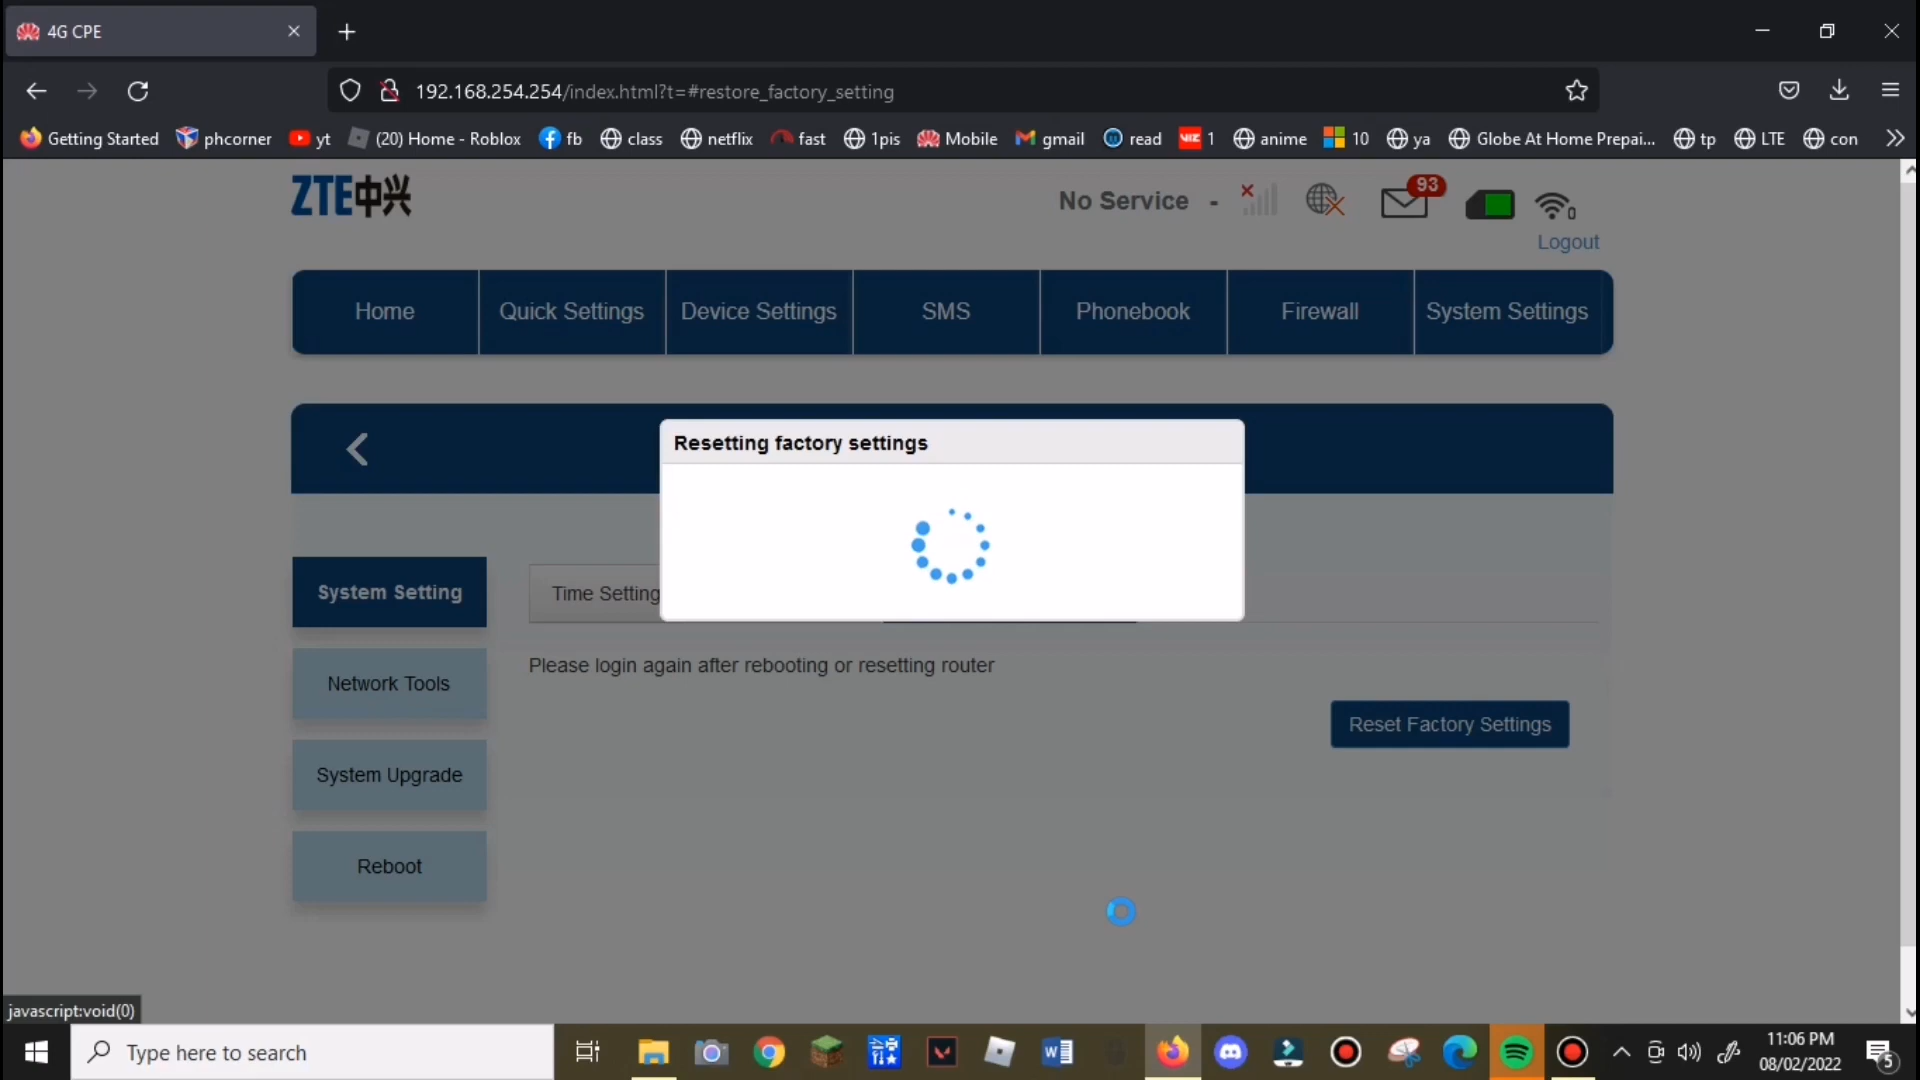 4G CPE
192.168.254.254/index.html?t=#restore_factory_setting
Getting Started phcorner yt (20) Home - Roblox fb class netflix fast 1pis Mobile gmail read VIZ 1 anime 10 ya Globe At Home Prepai... tp LTE con
ZTE中兴
No Service - 93
0
Logout
Home Quick Settings Device Settings SMS Phonebook Firewall System Settings
Resetting factory settings
System Setting
Time Setting
Please login again after rebooting or resetting router
Network Tools
Reset Factory Settings
System Upgrade
Reboot
javascript:void(0)
Type here to search
11:06 PM
08/02/2022
5